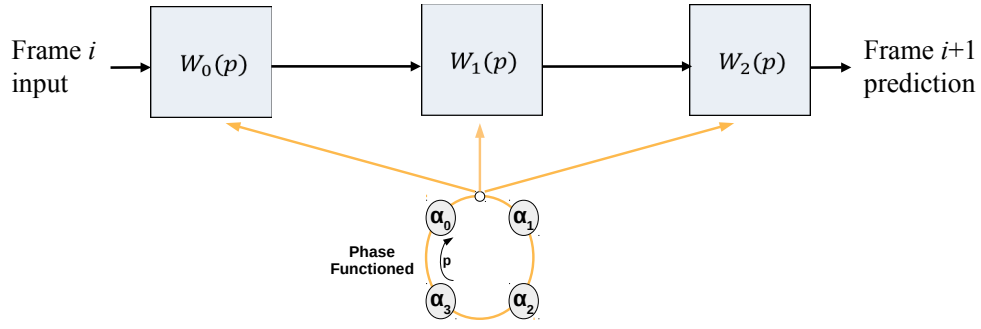 Frame i
input
W₀(p)
W₁(p)
W₂(p)
Frame i+1
prediction
α₀
α₁
Phase
Functioned
p
α₃
α₂